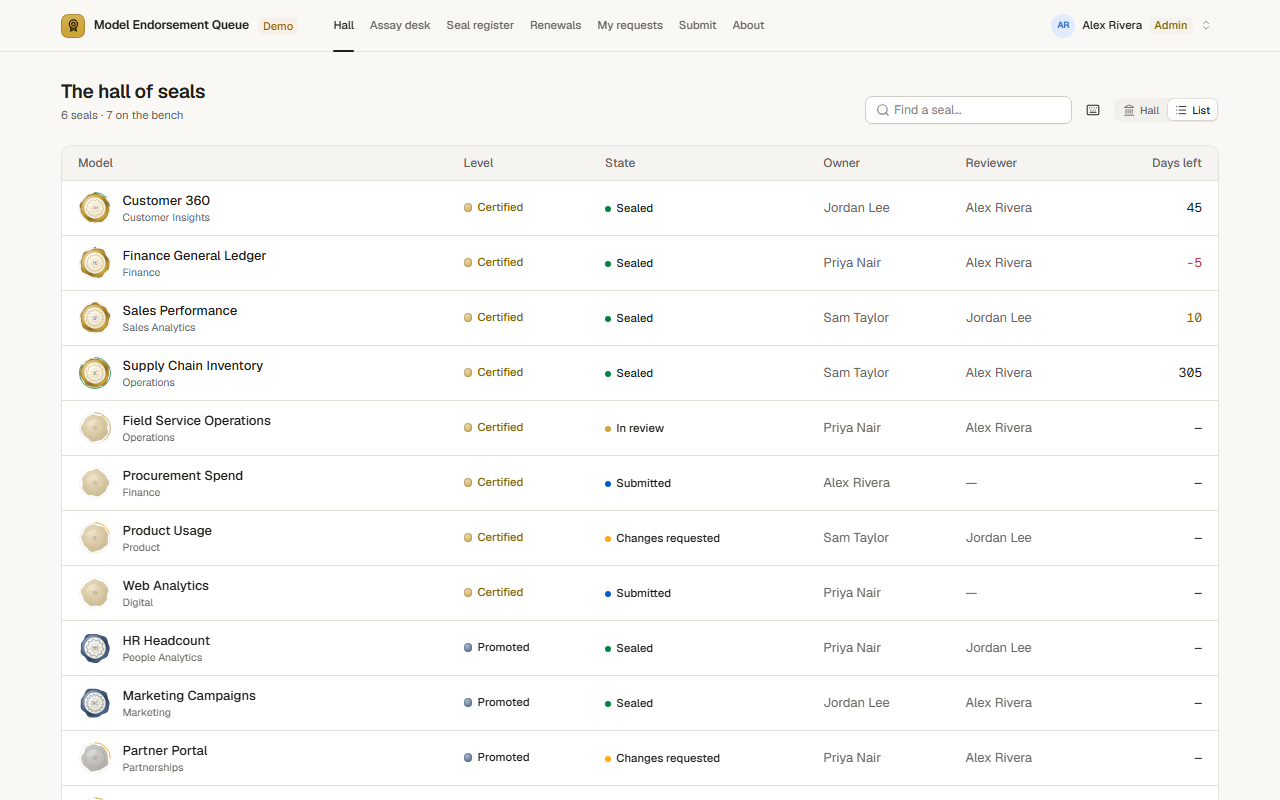 Model Endorsement Queue Demo Hall Assay desk Seal register Renewals My requests Submit About AR Alex Rivera Admin
The hall of seals
6 seals · 7 on the bench
Find a seal… Hall List
Model Level State Owner Reviewer Days left
Customer 360 Certified Sealed Jordan Lee Alex Rivera 45
Customer Insights
Finance General Ledger Certified Sealed Priya Nair Alex Rivera -5
Finance
Sales Performance Certified Sealed Sam Taylor Jordan Lee 10
Sales Analytics
Supply Chain Inventory Certified Sealed Sam Taylor Alex Rivera 305
Operations
Field Service Operations Certified In review Priya Nair Alex Rivera –
Operations
Procurement Spend Certified Submitted Alex Rivera — –
Finance
Product Usage Certified Changes requested Sam Taylor Jordan Lee –
Product
Web Analytics Certified Submitted Priya Nair — –
Digital
HR Headcount Promoted Sealed Priya Nair Jordan Lee –
People Analytics
Marketing Campaigns Promoted Sealed Jordan Lee Alex Rivera –
Marketing
Partner Portal Promoted Changes requested Priya Nair Alex Rivera –
Partnerships